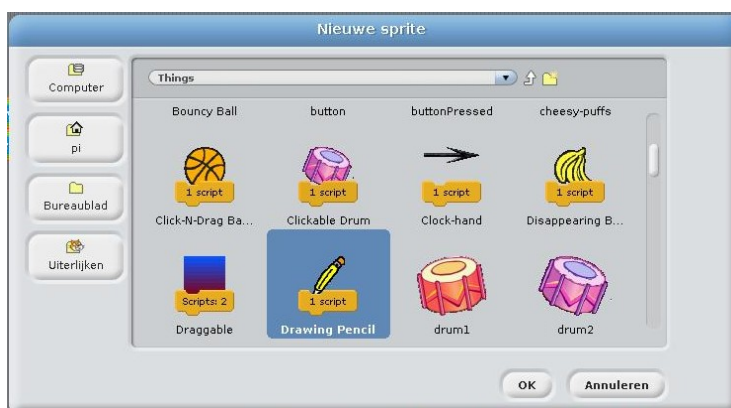 Nieuwe sprite
Computer
pi
Bureaublad
Uiterlijken
Things
Bouncy Ball button buttonPressed cheesy-puffs
1 script 1 script 1 script 1 script
Click-N-Drag Ba... Clickable Drum Clock-hand Disappearing B...
Scripts: 2 1 script
Draggable Drawing Pencil drum1 drum2
OK Annuleren